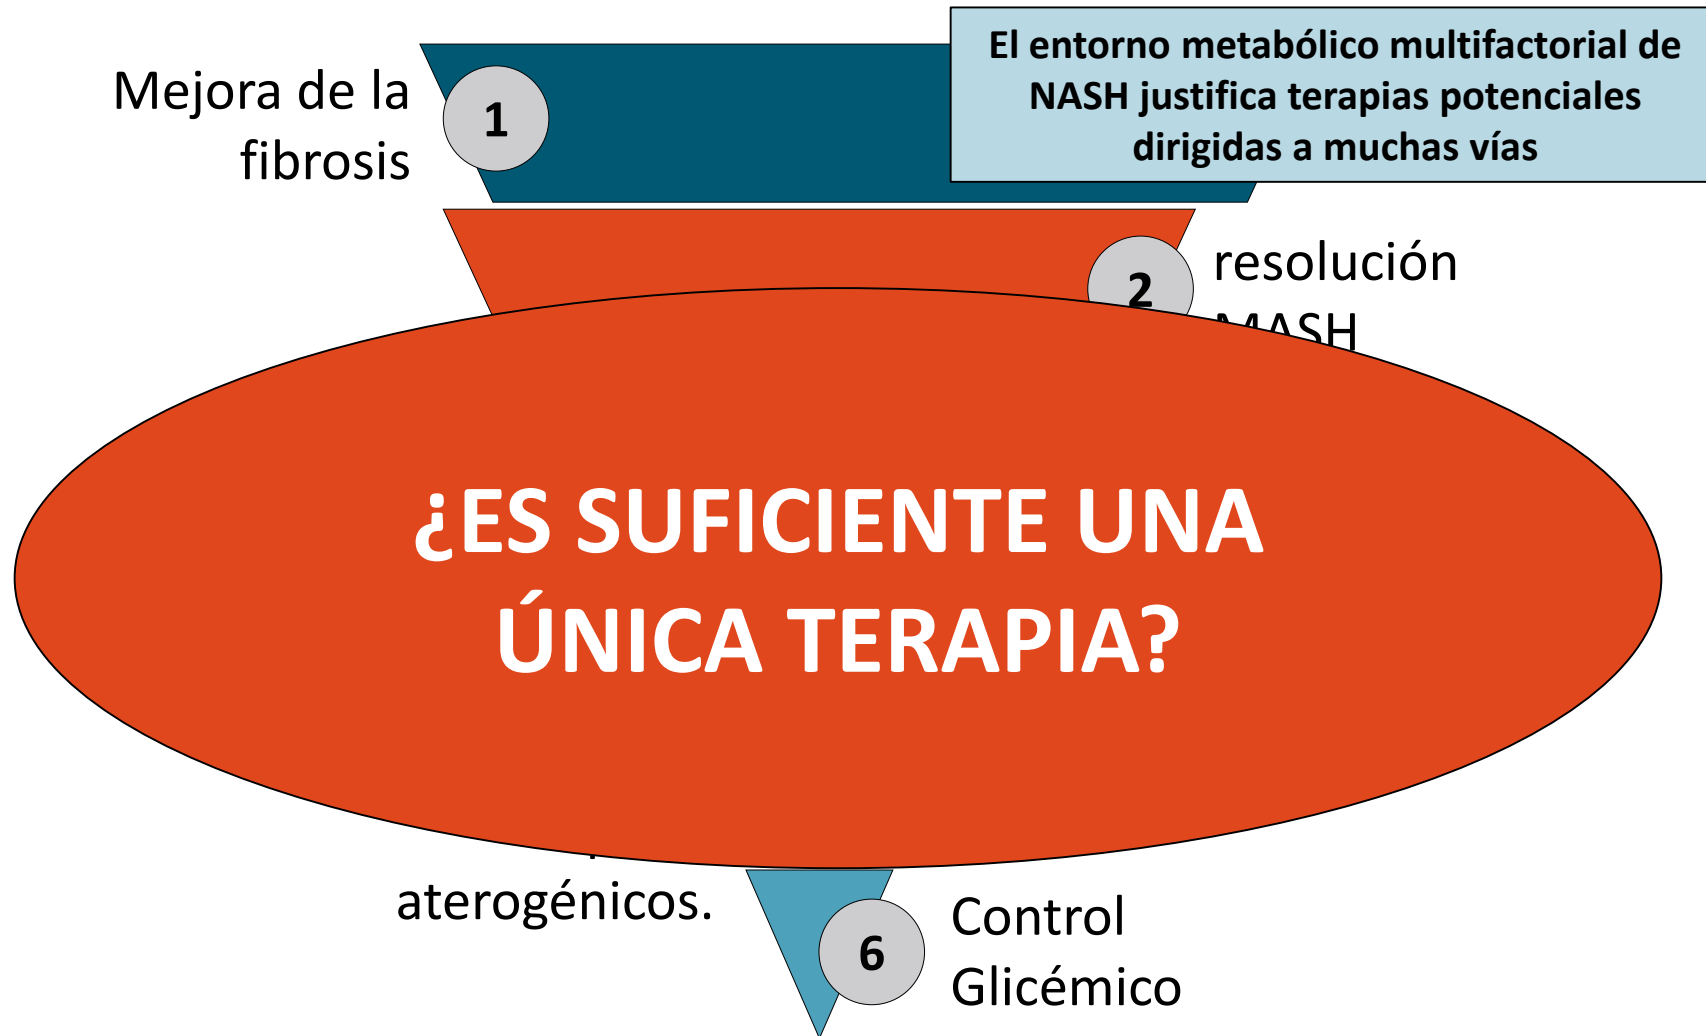 El entorno metabólico multifactorial de
NASH justifica terapias potenciales
dirigidas a muchas vías
Mejora de la
fibrosis
1
2
resolución
MASH
¿ES SUFICIENTE UNA
ÚNICA TERAPIA?
aterogénicos.
6
Control
Glicémico